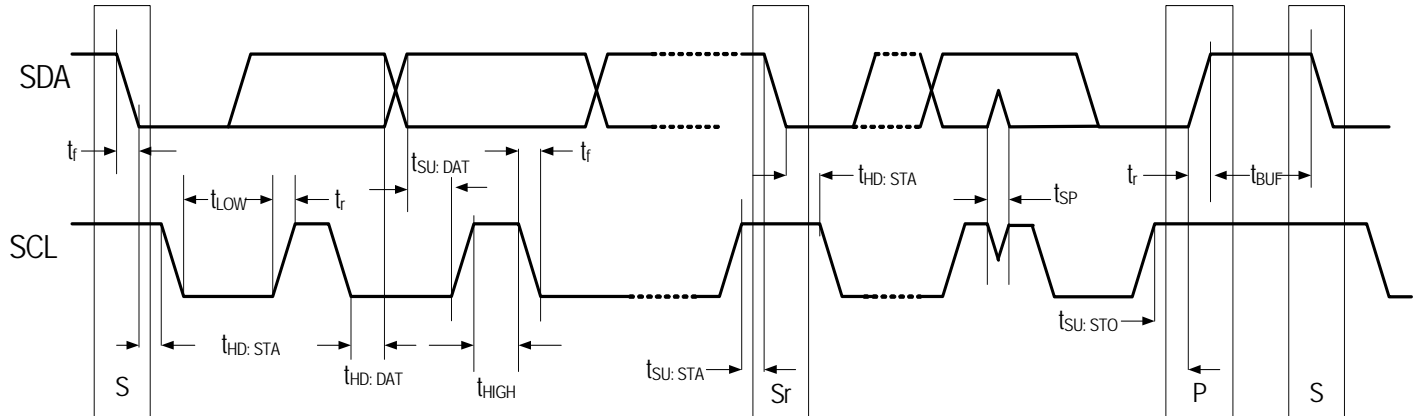 SDA
tf
tSU: DAT
tf
tHD: STA
tr
tBUF
tLOW
tr
tSP
SCL
tSU: STO
tHD: STA
tHD: DAT
tHIGH
tSU: STA
S
Sr
P
S